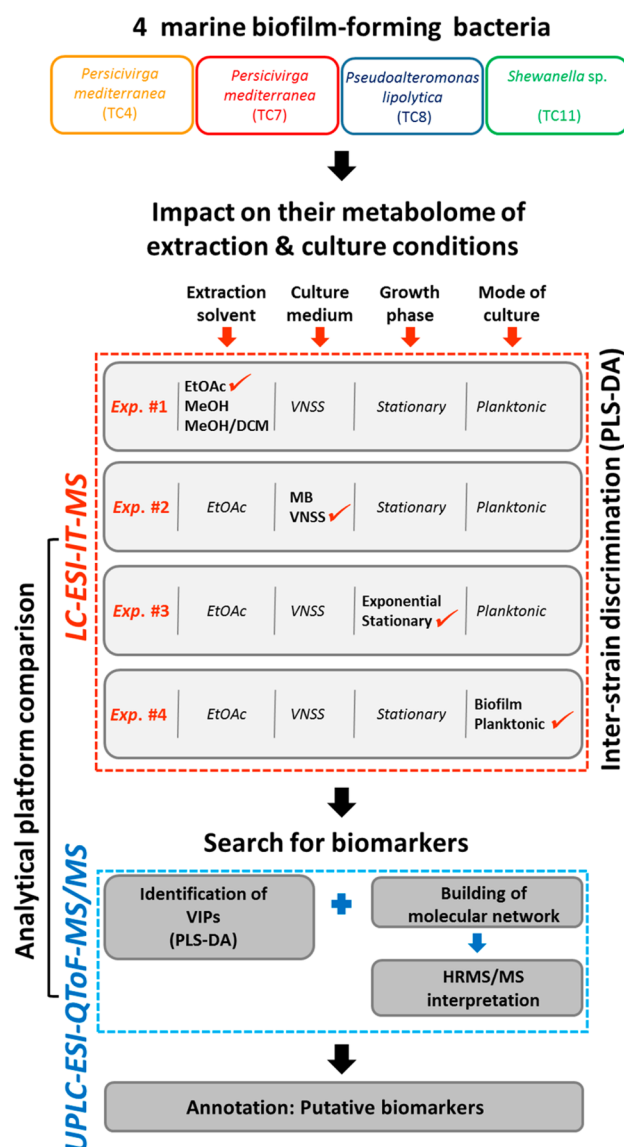 4 marine biofilm-forming bacteria
Persicivirga
mediterranea
(TC4)
Persicivirga
mediterranea
(TC7)
Pseudoalteromonas
lipolytica
(TC8)
Shewanella sp.
(TC11)
Impact on their metabolome of
extraction & culture conditions
Extraction
solvent
Culture
medium
Growth
phase
Mode of
culture
Exp. #1
EtOAc
MeOH
MeOH/DCM
VNSS
Stationary
Planktonic
Exp. #2
EtOAc
MB
VNSS
Stationary
Planktonic
Exp. #3
EtOAc
VNSS
Exponential
Stationary
Planktonic
Exp. #4
EtOAc
VNSS
Stationary
Biofilm
Planktonic
LC-ESI-IT-MS
Inter-strain discrimination (PLS-DA)
Analytical platform comparison
Search for biomarkers
UPLC-ESI-QToF-MS/MS
Identification of
VIPs
(PLS-DA)
Building of
molecular network
HRMS/MS
interpretation
Annotation: Putative biomarkers